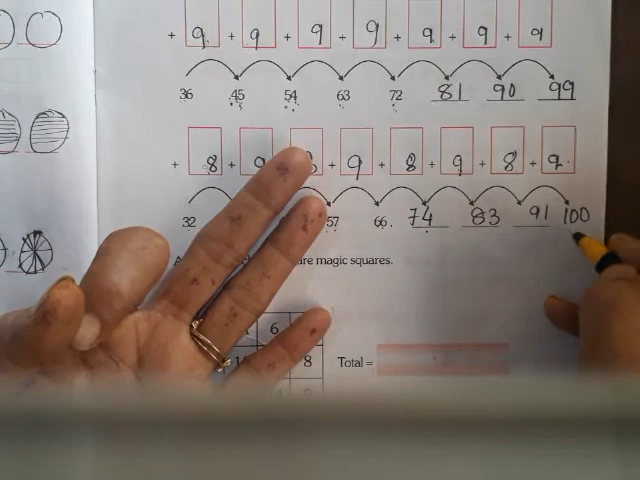 + 9 + 9 + 9 + 9 + 9 + 9 + 9
36 45 54 63 72 81 90 99
+ 8 + 9 8 + 9 + 8 + 9 + 8 + 9
32 57 66 74 83 91 100
are magic squares.
6
8
Total =